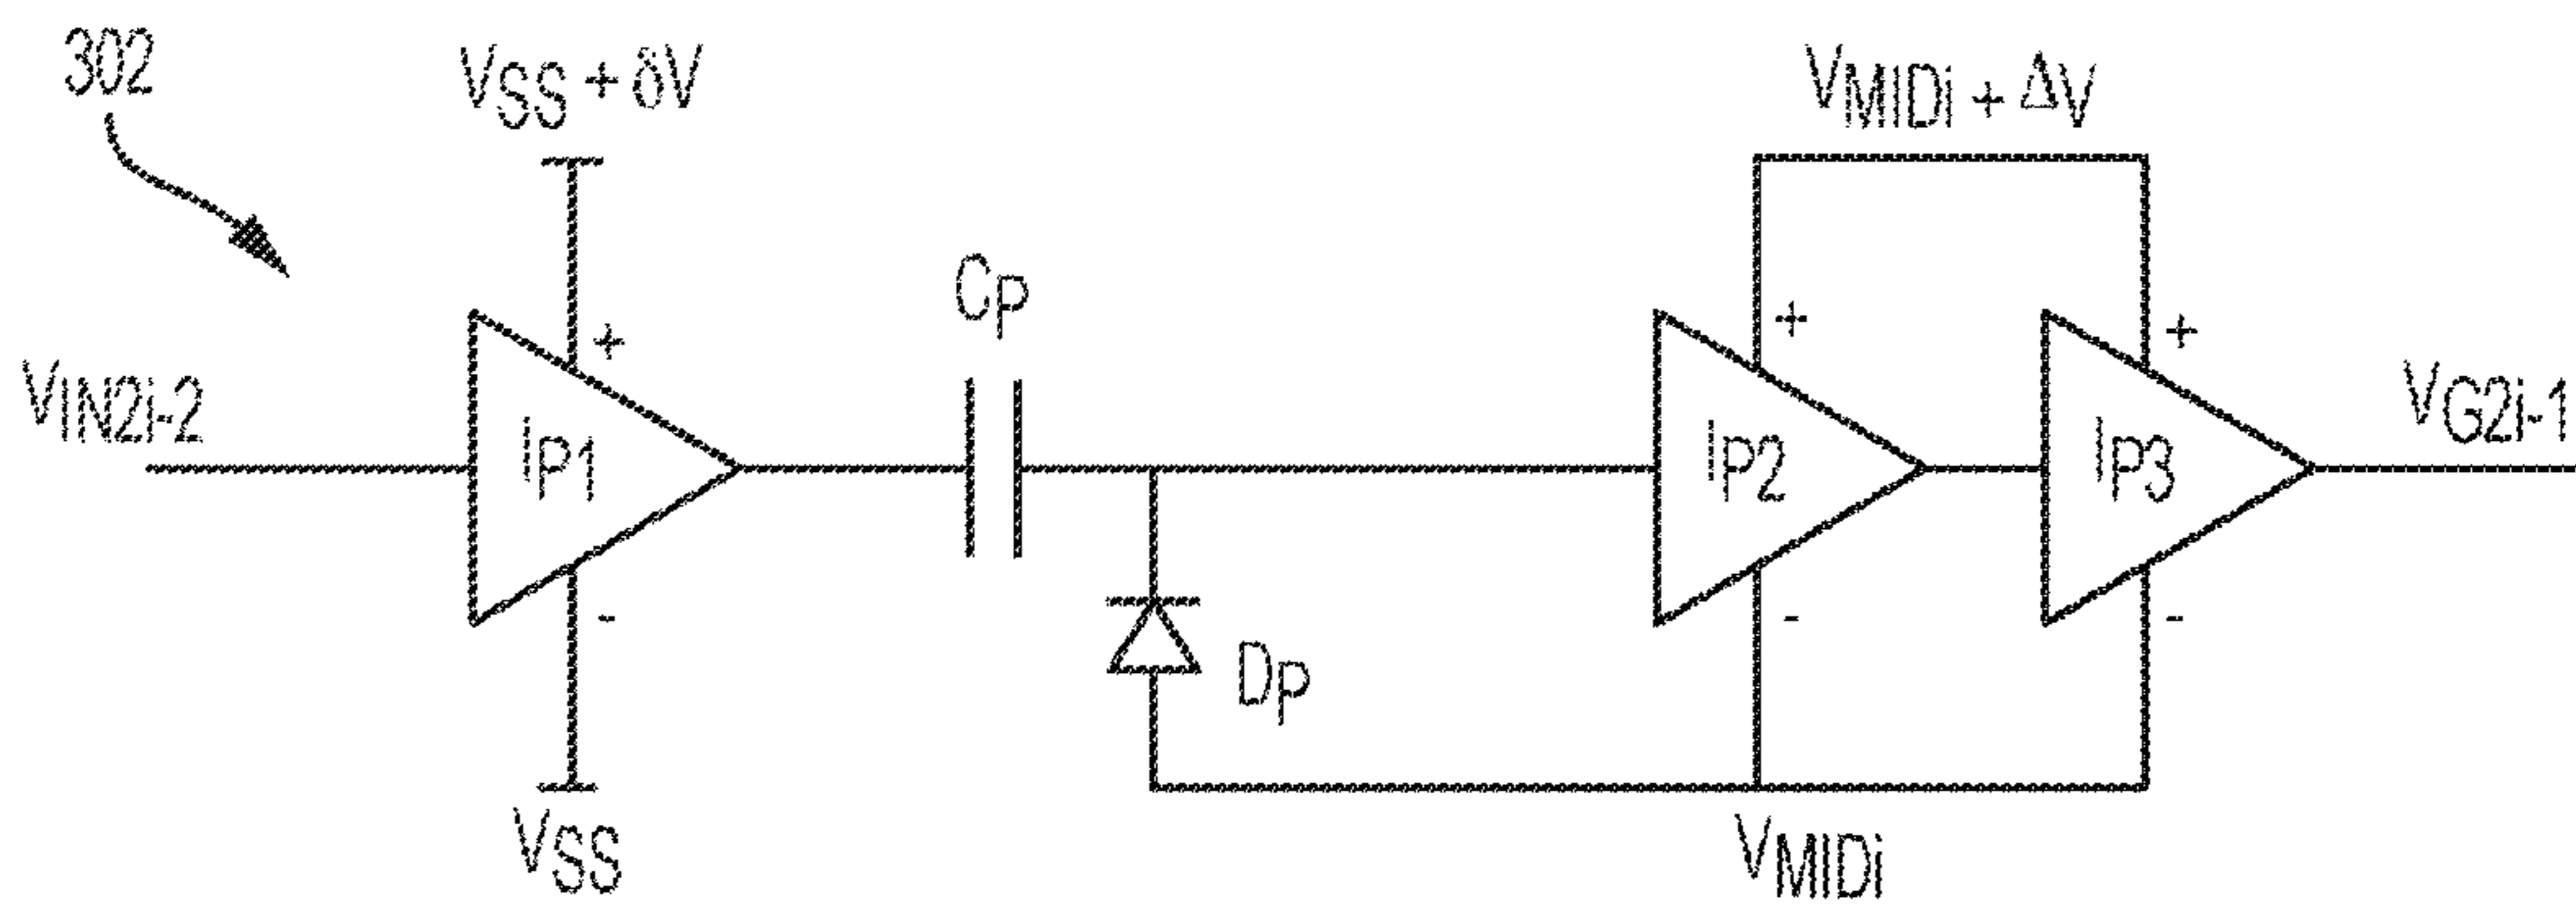 302
VSS + δV
VMIDi + ΔV
CP
+
+
+
VIN2i-2
IP1
IP2
IP3
VG2i-1
-
-
-
DP
VSS
VMIDi